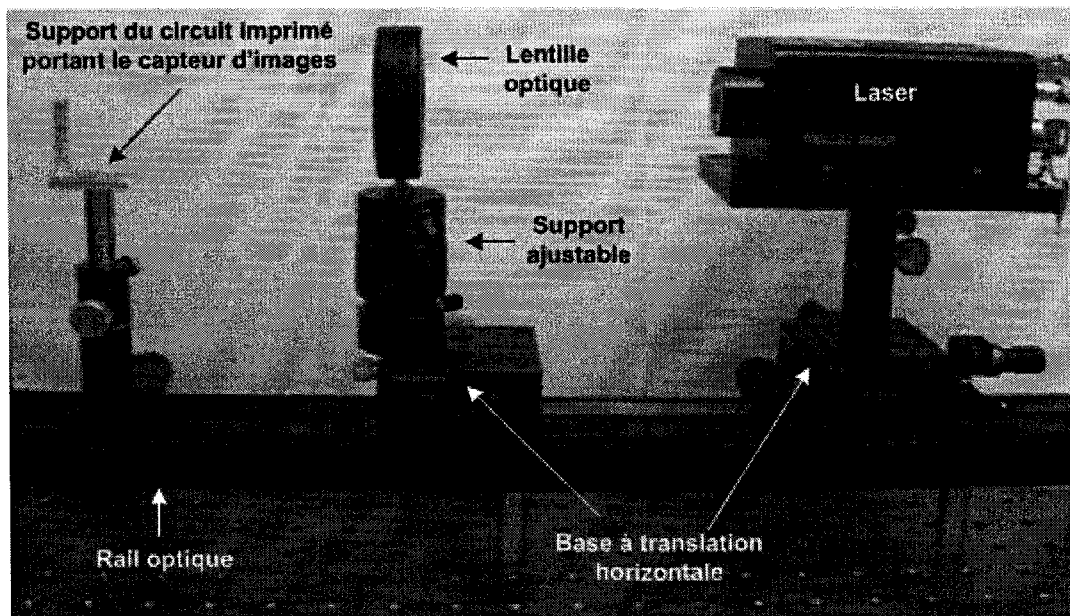 Support du circuit imprimé
portant le capteur d'images
Lentille
optique
Laser
Support
ajustable
Rail optique
Base à translation
horizontale